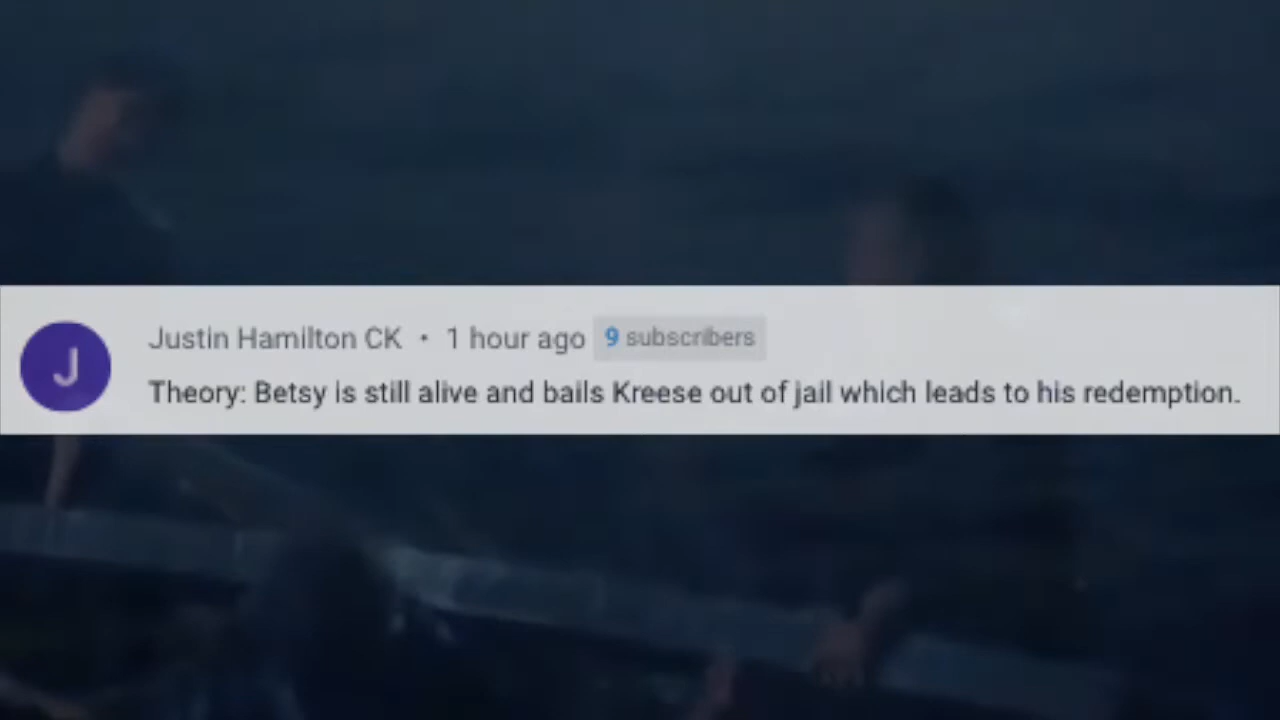 J
Justin Hamilton CK • 1 hour ago 9 subscribers
Theory: Betsy is still alive and bails Kreese out of jail which leads to his redemption.